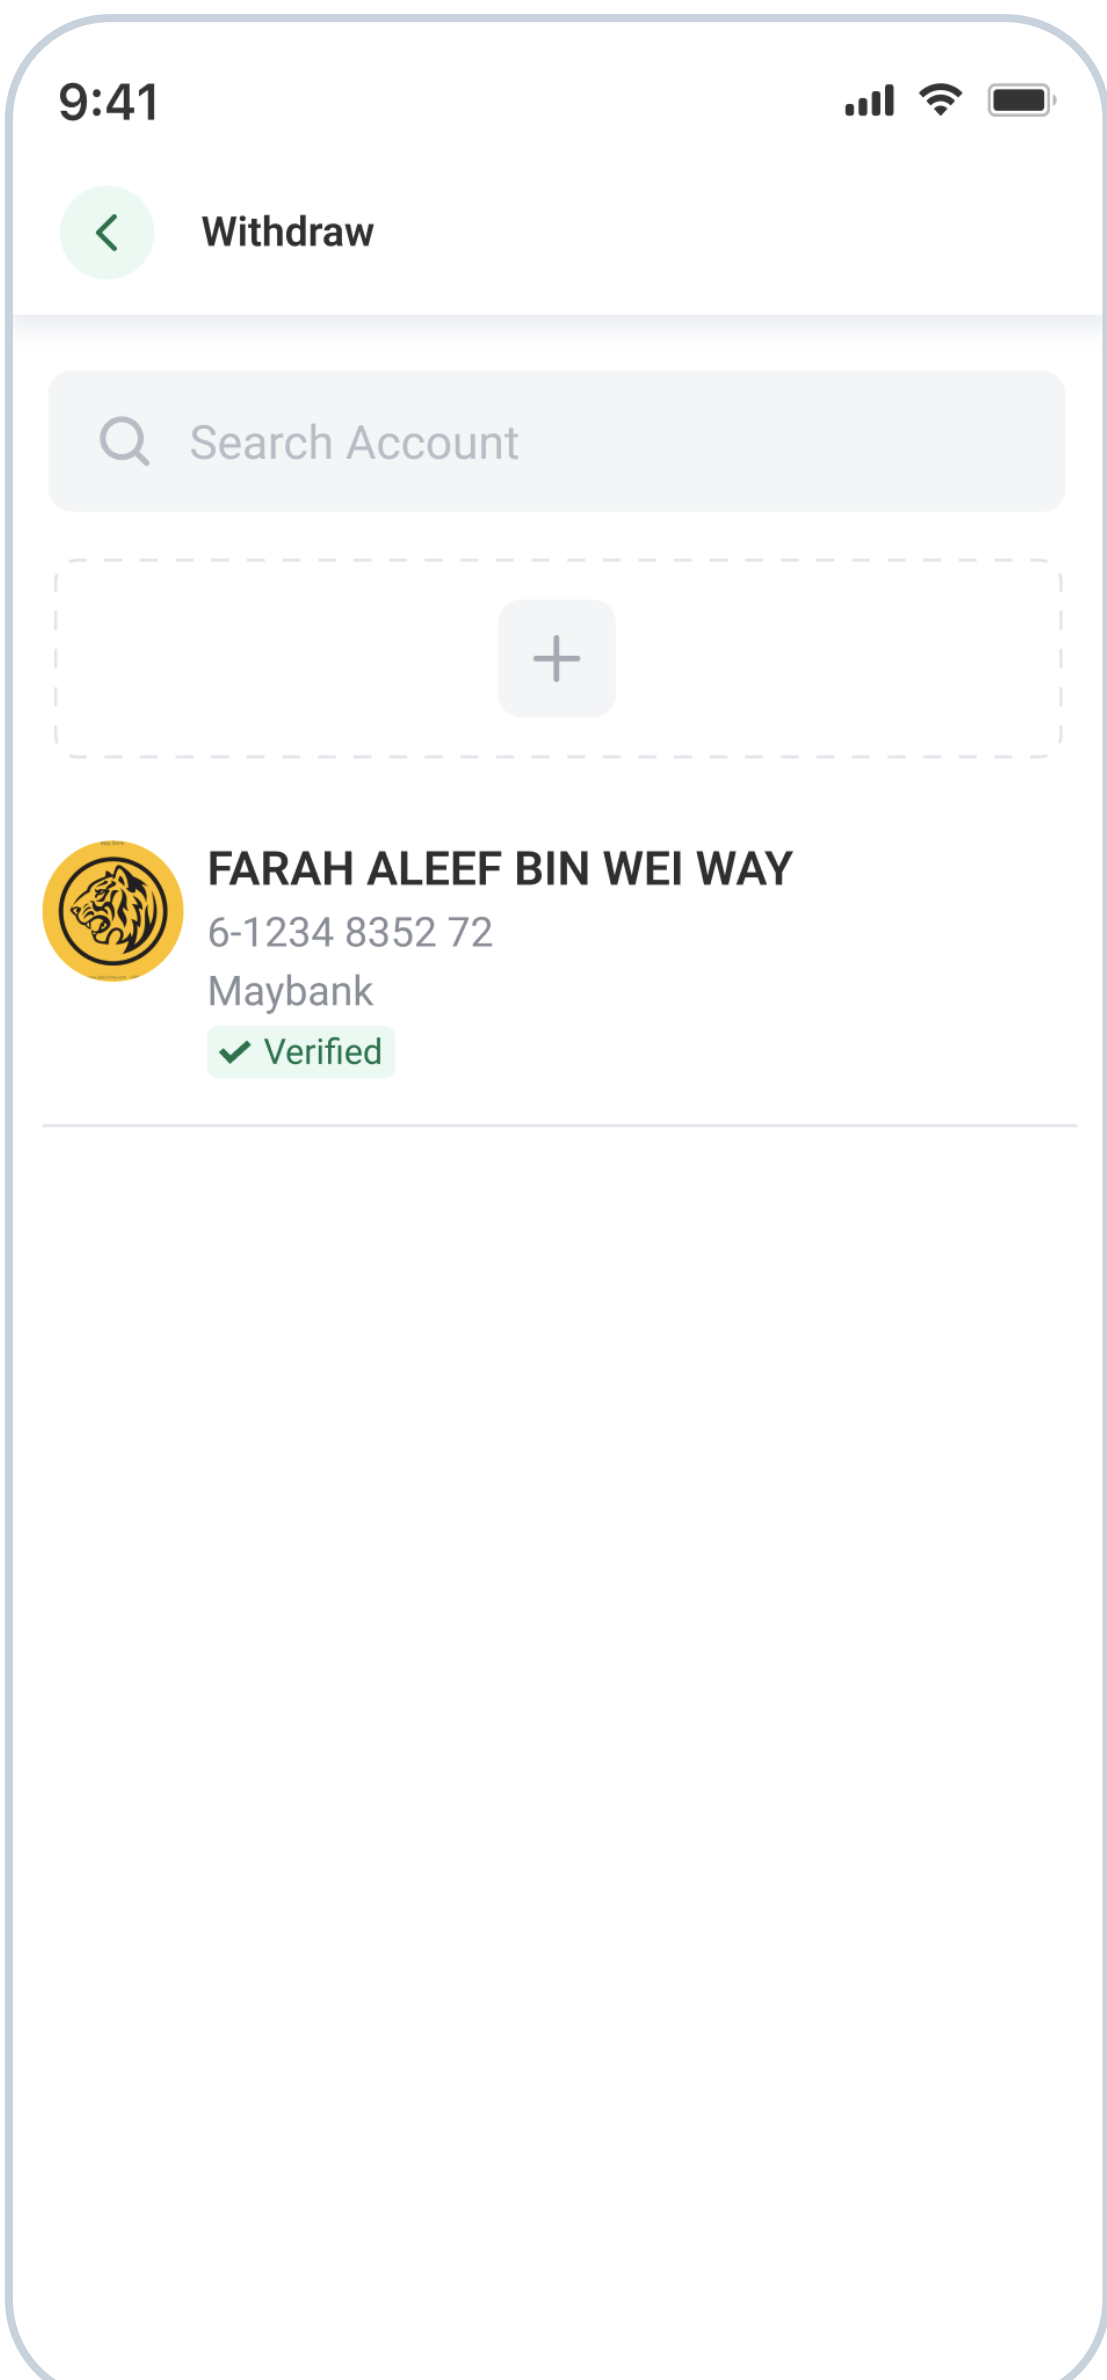 9:41
Withdraw
Search Account
FARAH ALEEF BIN WEI WAY
6-1234 8352 72
Maybank
Verified